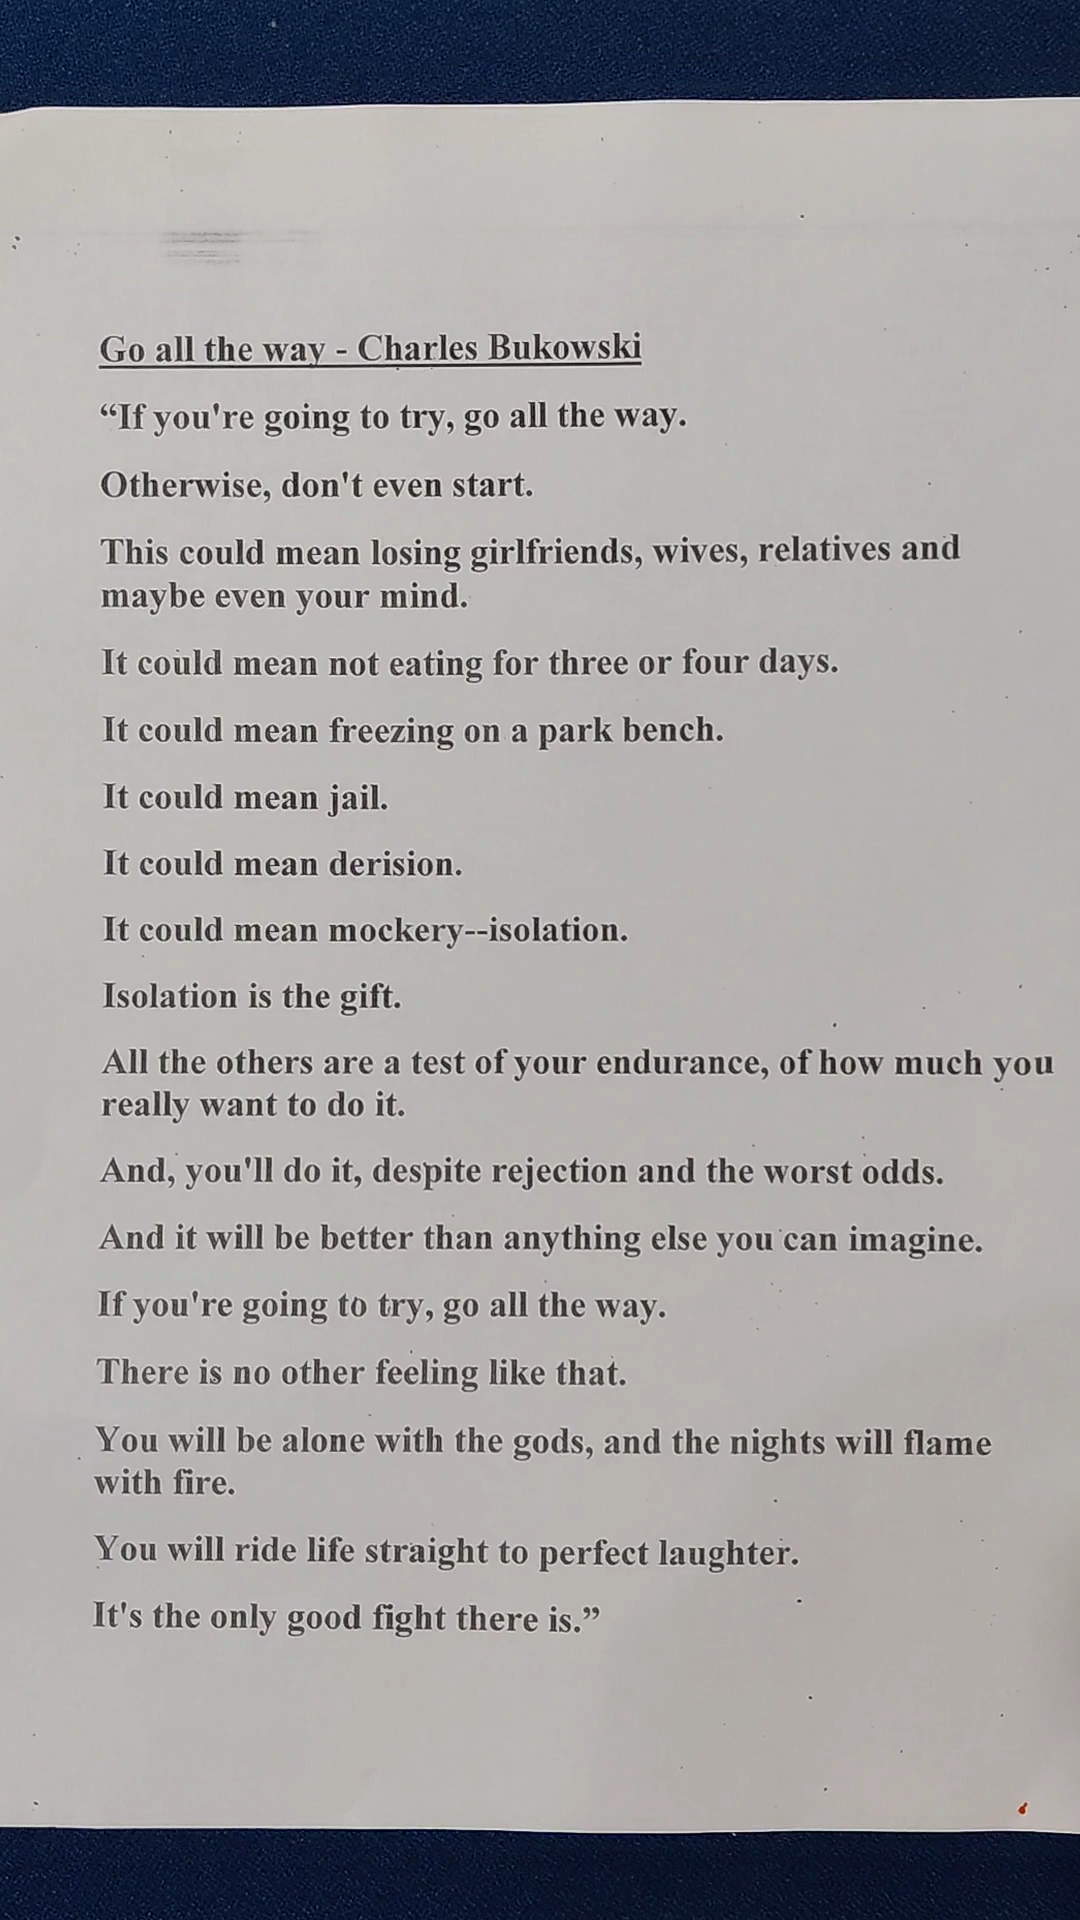 Go all the way - Charles Bukowski
“If you're going to try, go all the way.
Otherwise, don't even start.
This could mean losing girlfriends, wives, relatives and
maybe even your mind.
It could mean not eating for three or four days.
It could mean freezing on a park bench.
It could mean jail.
It could mean derision.
It could mean mockery--isolation.
Isolation is the gift.
All the others are a test of your endurance, of how much you
really want to do it.
And, you'll do it, despite rejection and the worst odds.
And it will be better than anything else you can imagine.
If you're going to try, go all the way.
There is no other feeling like that.
You will be alone with the gods, and the nights will flame
with fire.
You will ride life straight to perfect laughter.
It's the only good fight there is.”